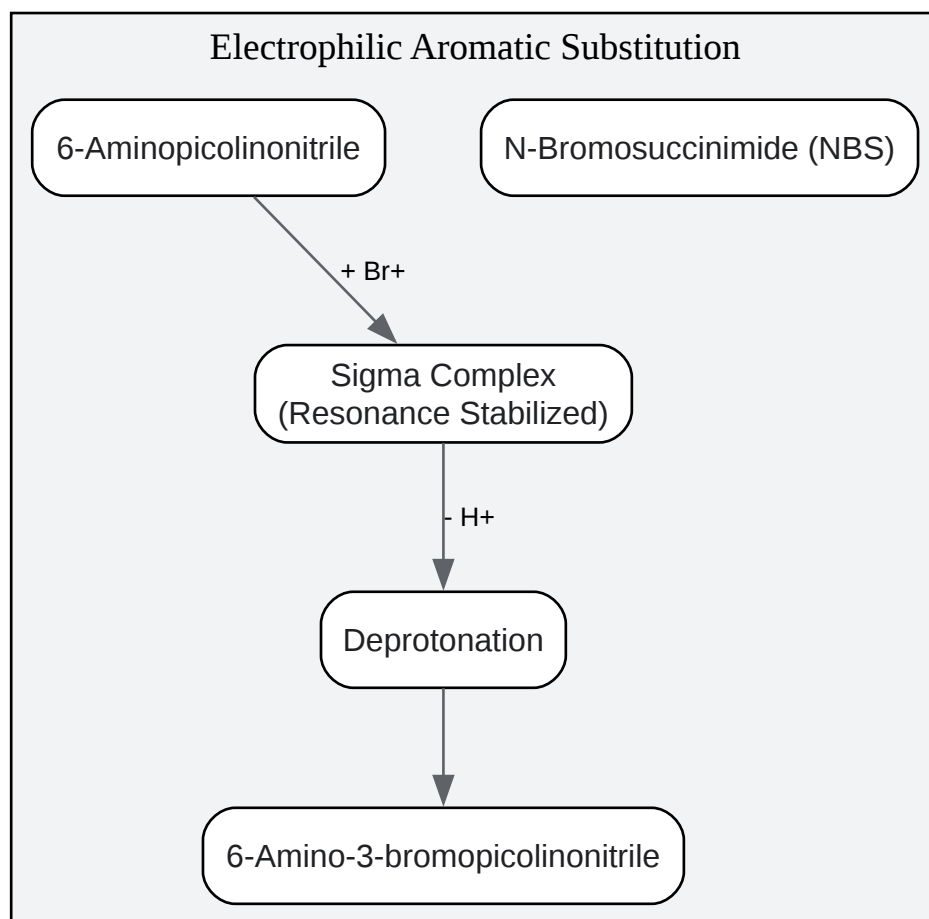 Electrophilic Aromatic Substitution
6-Aminopicolinonitrile
N-Bromosuccinimide (NBS)
+ Br+
Sigma Complex
(Resonance Stabilized)
- H+
Deprotonation
6-Amino-3-bromopicolinonitrile